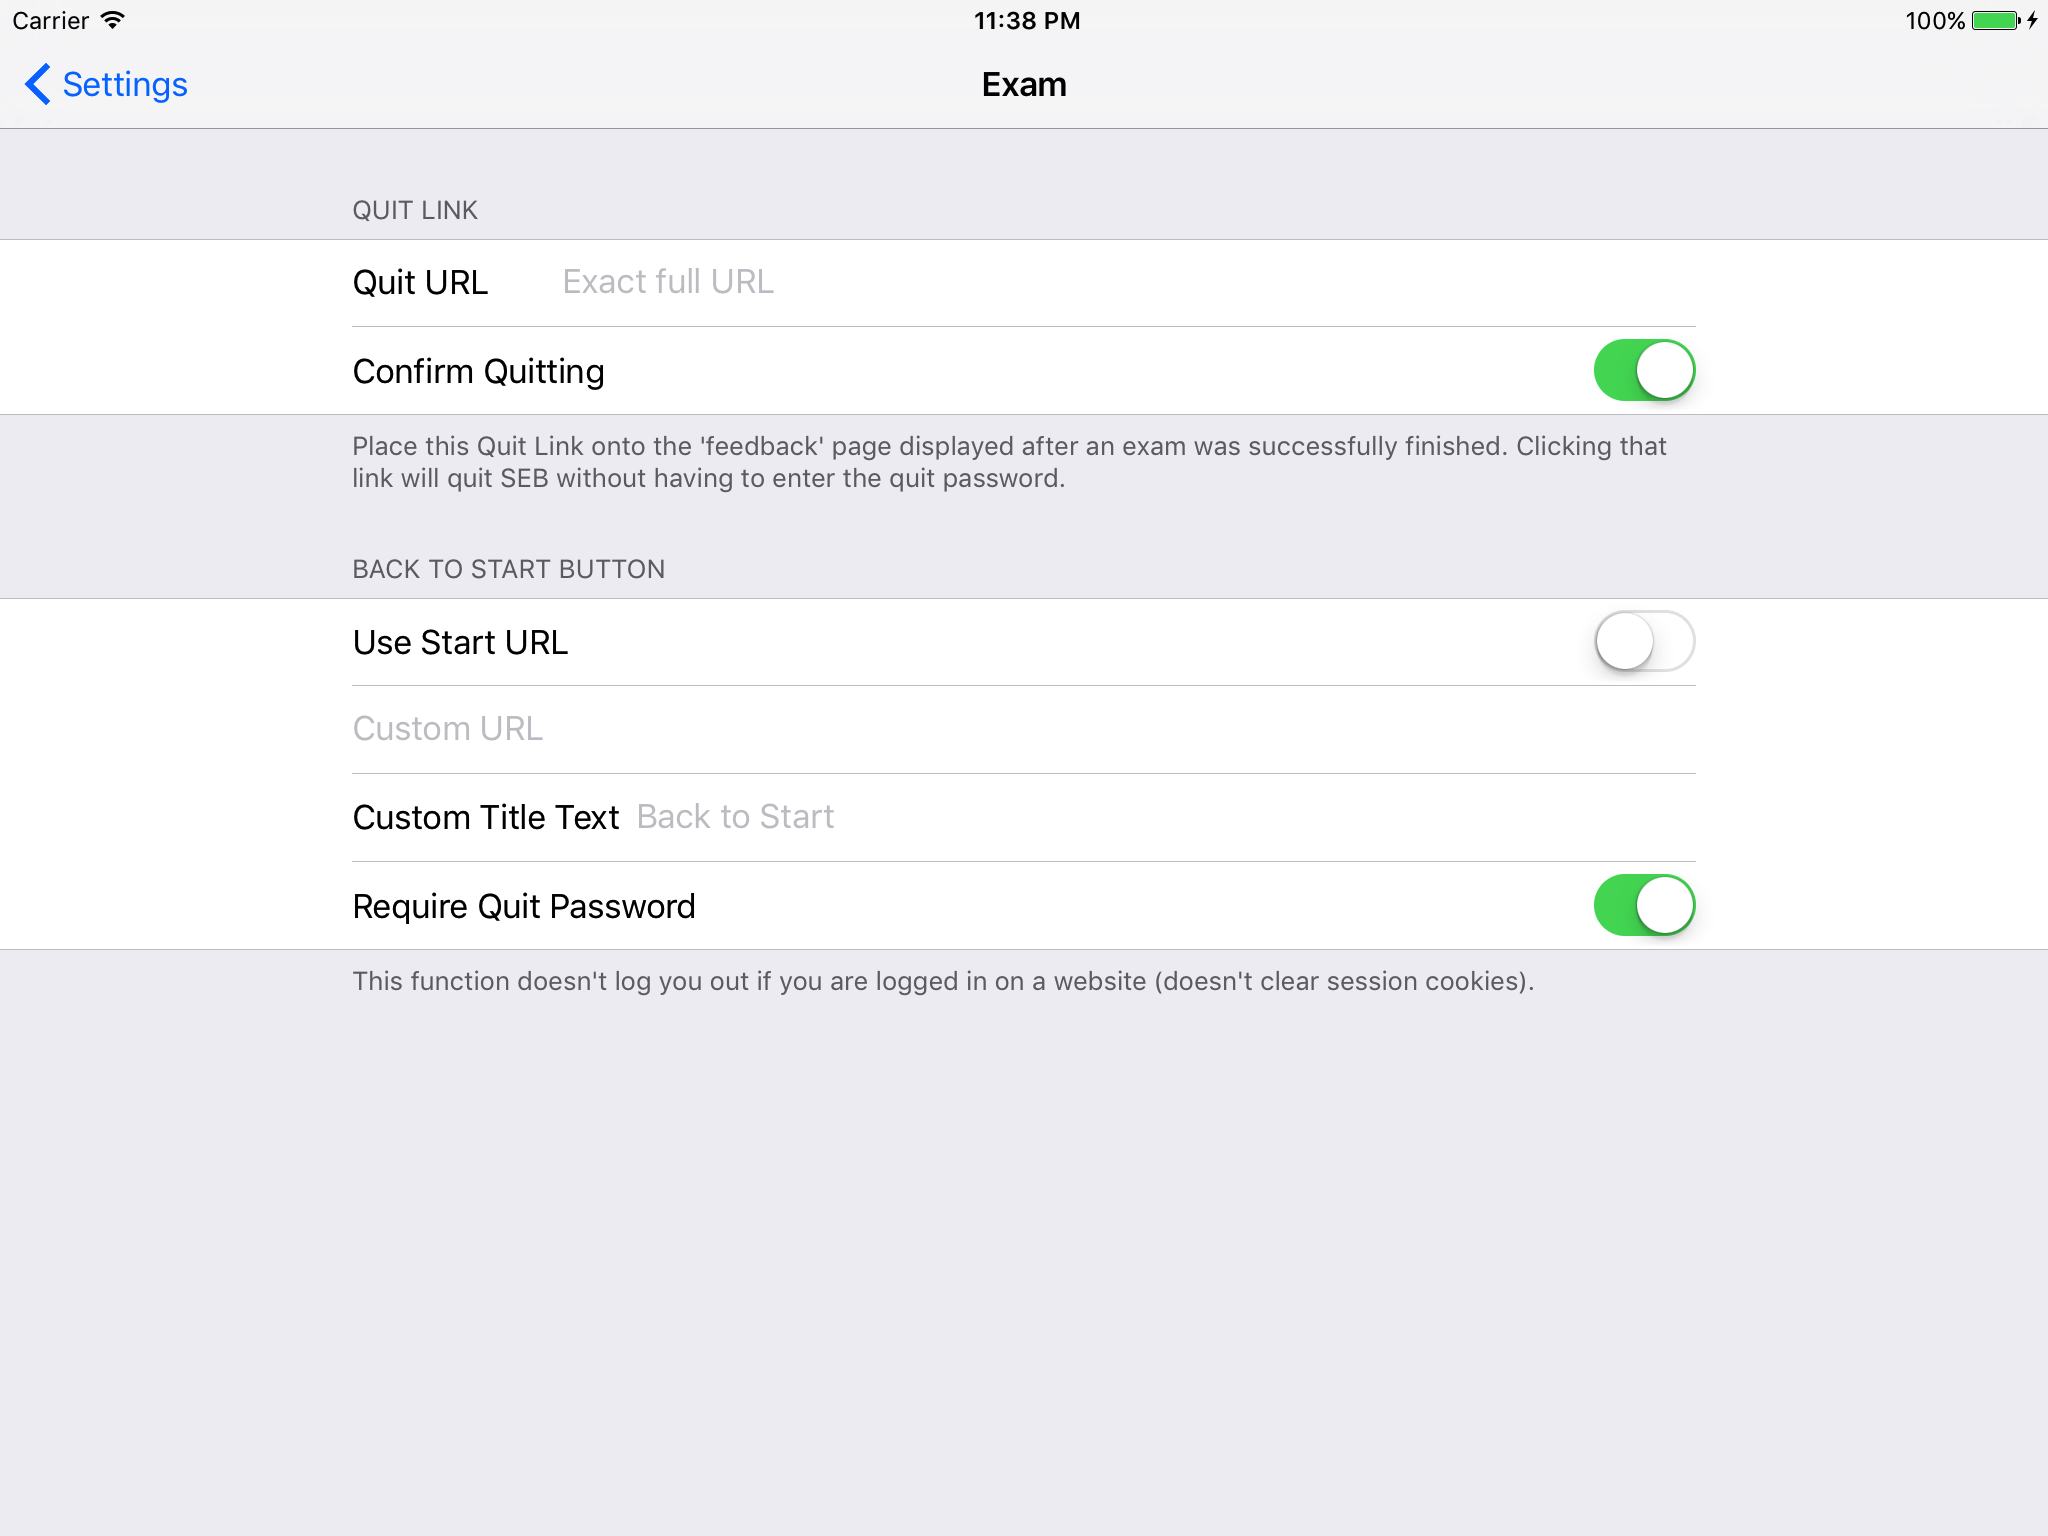 Carrier
11:38 PM
100%
Settings
Exam
QUIT LINK
Quit URL Exact full URL
Confirm Quitting
Place this Quit Link onto the 'feedback' page displayed after an exam was successfully finished. Clicking that
link will quit SEB without having to enter the quit password.
BACK TO START BUTTON
Use Start URL
Custom URL
Custom Title Text Back to Start
Require Quit Password
This function doesn't log you out if you are logged in on a website (doesn't clear session cookies).